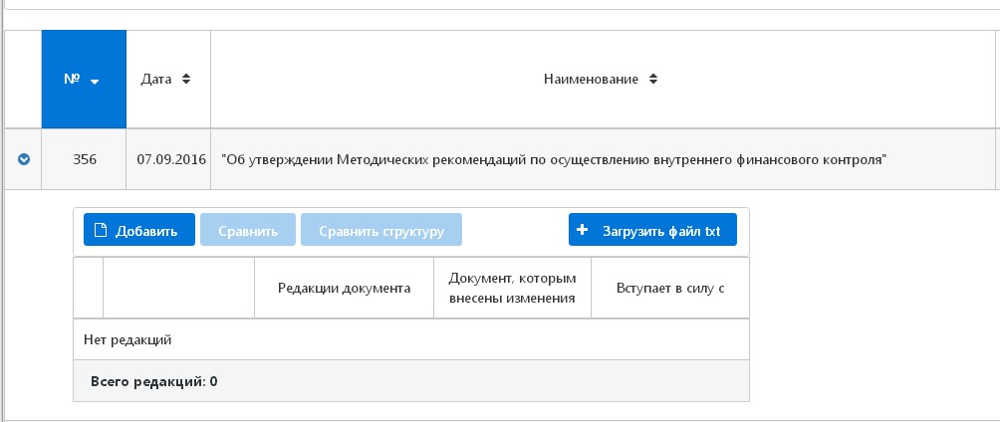 № Дата Наименование
356 07.09.2016 "Об утверждении Методических рекомендаций по осуществлению внутреннего финансового контроля"
Добавить Сравнить Сравнить структуру Загрузить файл txt
Редакции документа Документ, которым внесены изменения Вступает в силу с
Нет редакций
Всего редакций: 0